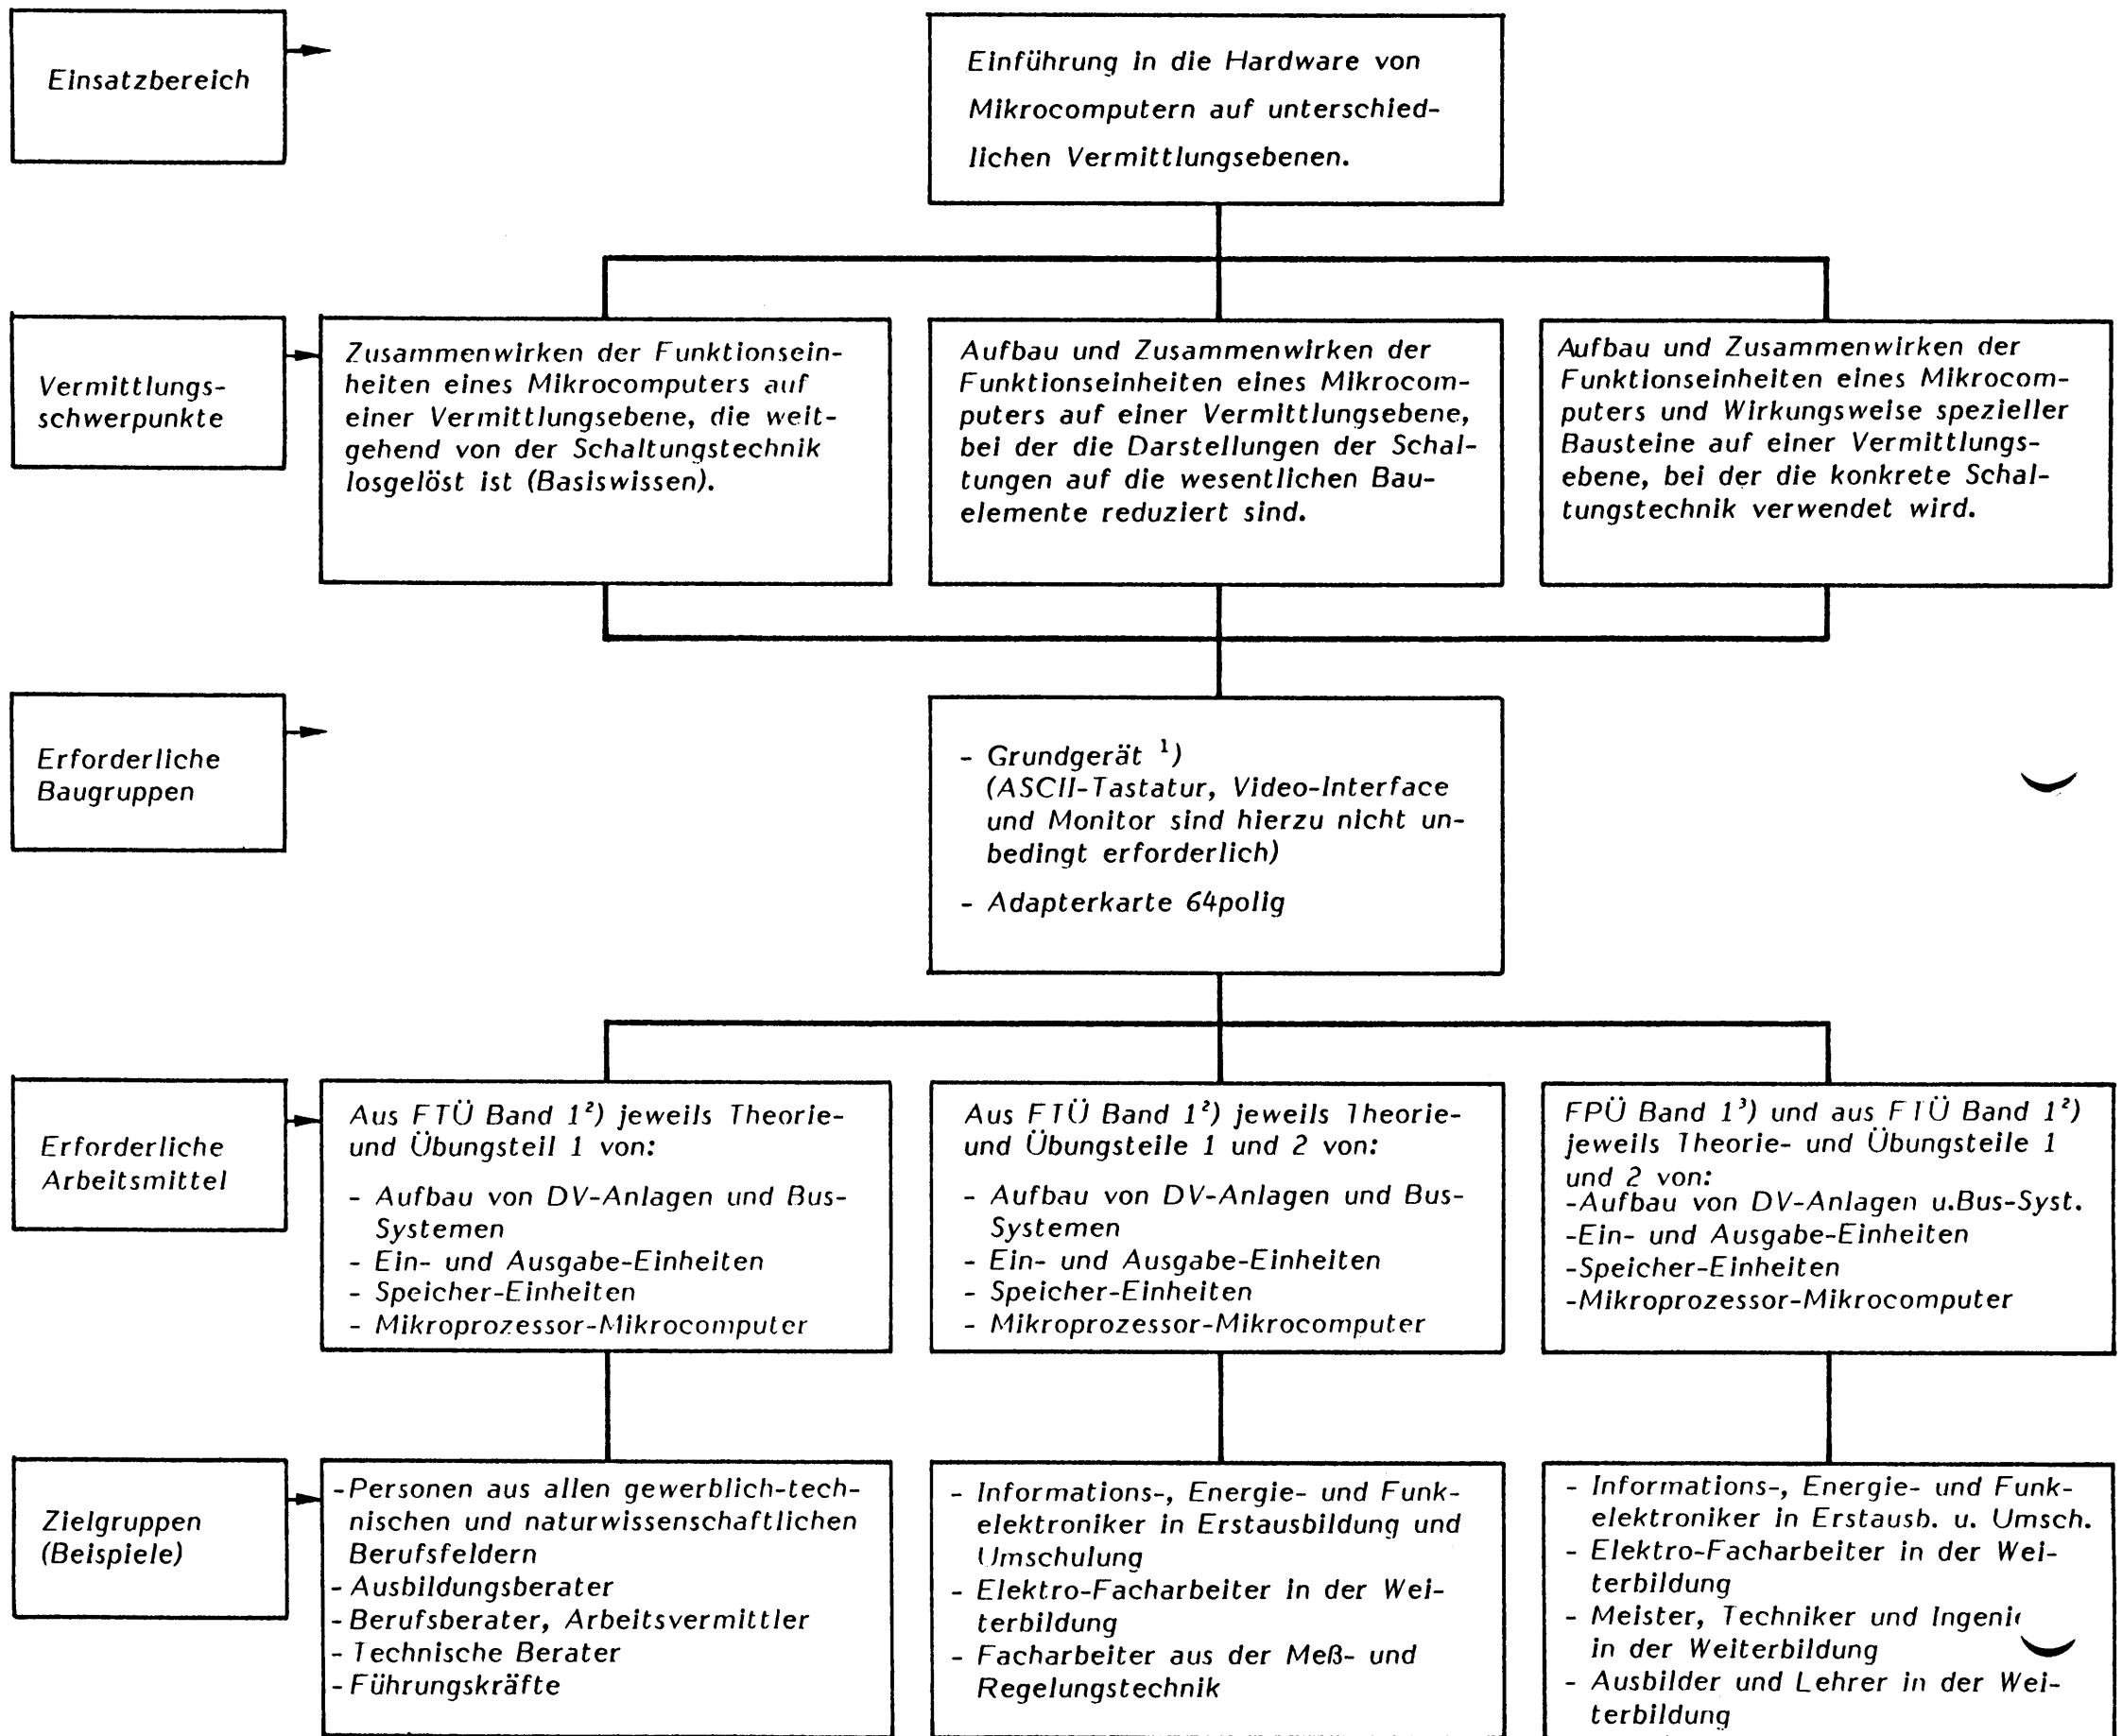 Einsatzbereich
Einführung in die Hardware von
Mikrocomputern auf unterschied-
lichen Vermittlungsebenen.
Vermittlungs-
schwerpunkte
Zusammenwirken der Funktionsein-
heiten eines Mikrocomputers auf
einer Vermittlungsebene, die weit-
gehend von der Schaltungstechnik
losgelöst ist (Basiswissen).
Aufbau und Zusammenwirken der
Funktionseinheiten eines Mikrocom-
puters auf einer Vermittlungsebene,
bei der die Darstellungen der Schal-
tungen auf die wesentlichen Bau-
elemente reduziert sind.
Aufbau und Zusammenwirken der
Funktionseinheiten eines Mikrocom-
puters und Wirkungsweise spezieller
Bausteine auf einer Vermittlungs-
ebene, bei der die konkrete Schal-
tungstechnik verwendet wird.
Erforderliche
Baugruppen
- Grundgerät ¹)
(ASCII-Tastatur, Video-Interface
und Monitor sind hierzu nicht un-
bedingt erforderlich)
- Adapterkarte 64polig
Erforderliche
Arbeitsmittel
Aus FTÜ Band 1²) jeweils Theorie-
und Übungsteil 1 von:
- Aufbau von DV-Anlagen und Bus-
Systemen
- Ein- und Ausgabe-Einheiten
- Speicher-Einheiten
- Mikroprozessor-Mikrocomputer
Aus FTÜ Band 1²) jeweils Theorie-
und Übungsteile 1 und 2 von:
- Aufbau von DV-Anlagen und Bus-
Systemen
- Ein- und Ausgabe-Einheiten
- Speicher-Einheiten
- Mikroprozessor-Mikrocomputer
FPÜ Band 1³) und aus FTÜ Band 1²)
jeweils Theorie- und Übungsteile 1
und 2 von:
-Aufbau von DV-Anlagen u.Bus-Syst.
-Ein- und Ausgabe-Einheiten
-Speicher-Einheiten
-Mikroprozessor-Mikrocomputer
Zielgruppen
(Beispiele)
-Personen aus allen gewerblich-tech-
nischen und naturwissenschaftlichen
Berufsfeldern
-Ausbildungsberater
-Berufsberater, Arbeitsvermittler
-Technische Berater
-Führungskräfte
- Informations-, Energie- und Funk-
elektroniker in Erstausbildung und
Umschulung
- Elektro-Facharbeiter in der Wei-
terbildung
- Facharbeiter aus der Meß- und
Regelungstechnik
- Informations-, Energie- und Funk-
elektroniker in Erstausb. u. Umsch.
- Elektro-Facharbeiter in der Wei-
terbildung
- Meister, Techniker und
in der Weiterbildung
- Ausbilder und Lehrer in der Wei-
terbildung